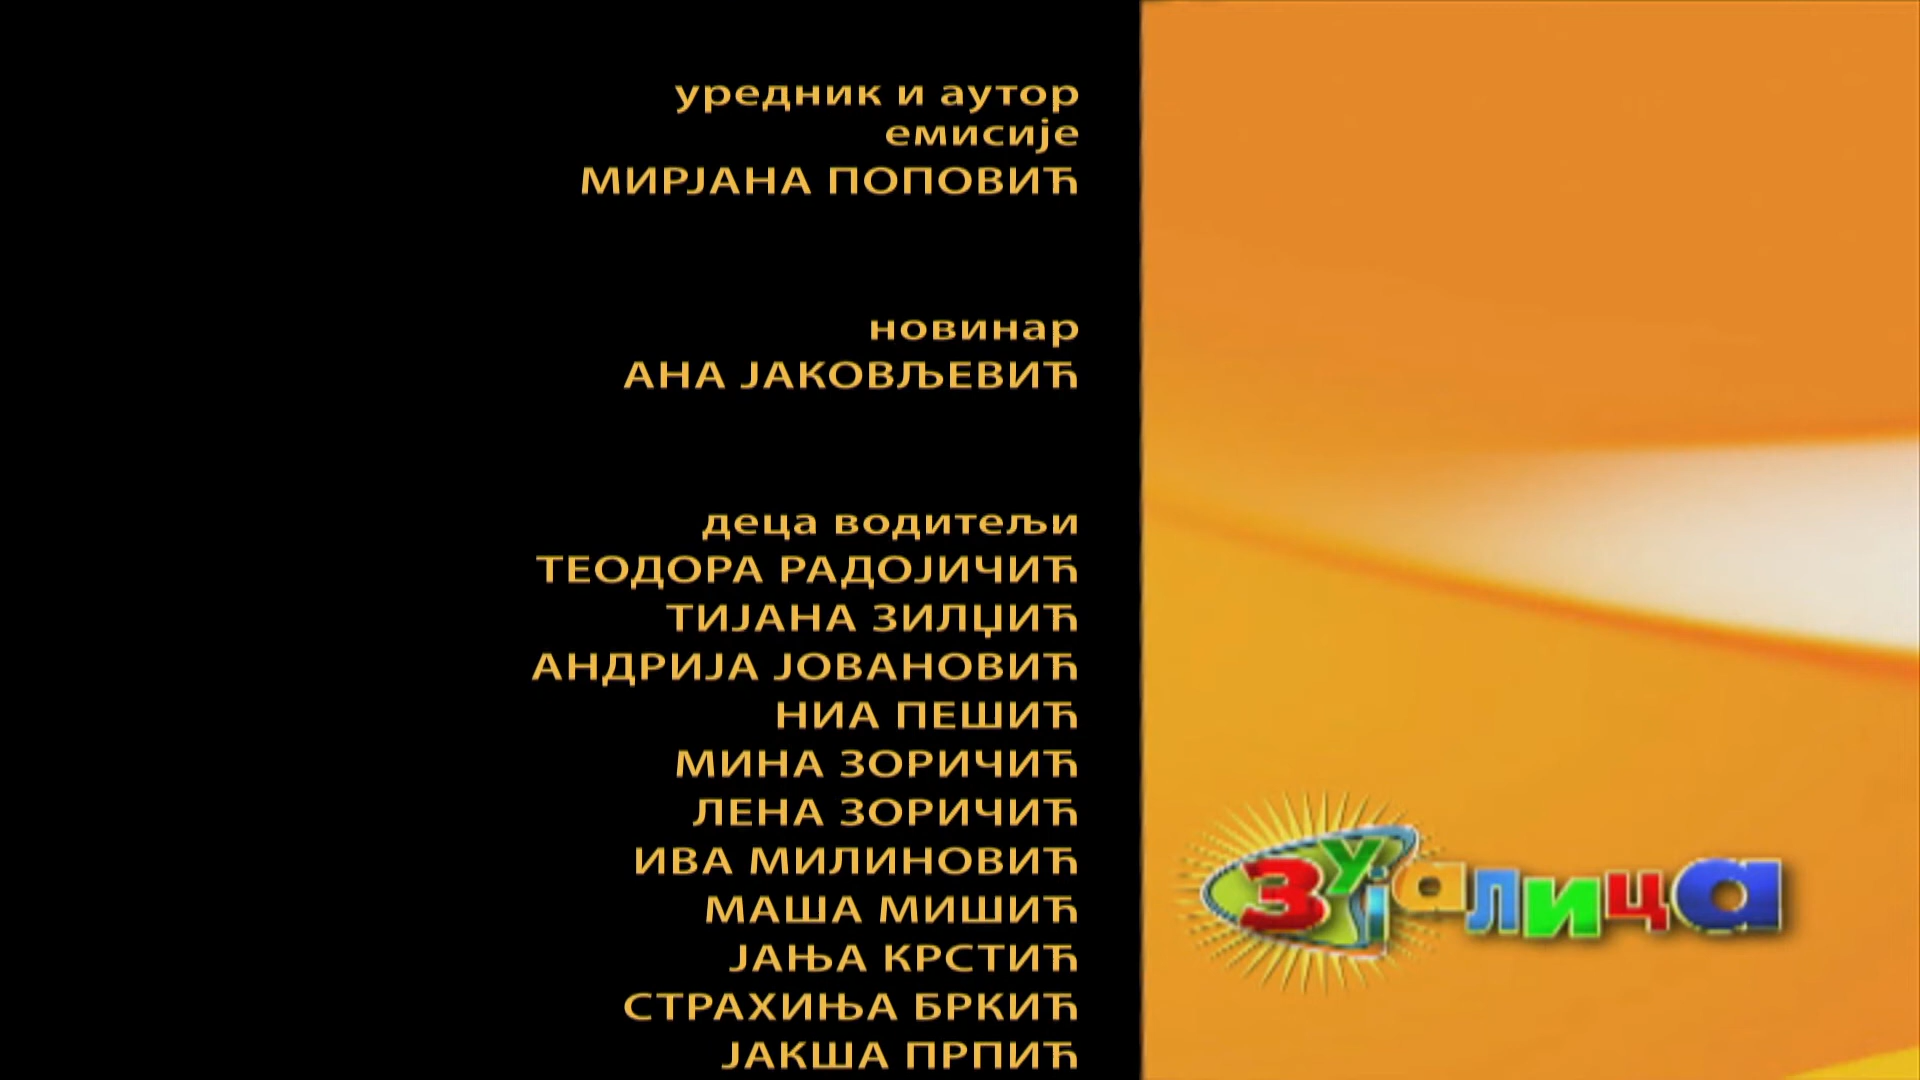 уредник и аутор
емисије
МИРЈАНА ПОПОВИЋ
новинар
АНА ЈАКОВЉЕВИЋ
деца водитељи
ТЕОДОРА РАДОЈИЧИЋ
ТИЈАНА ЗИЛЏИЋ
АНДРИЈА ЈОВАНОВИЋ
НИА ПЕШИЋ
МИНА ЗОРИЧИЋ
ЛЕНА ЗОРИЧИЋ
ИВА МИЛИНОВИЋ
МАША МИШИЋ
ЈАЊА КРСТИЋ
СТРАХИЊА БРКИЋ
ЈАКША ПРПИЋ
зујалица